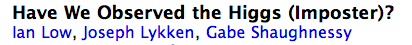 Have We Observed the Higgs (Imposter)?
Ian Low, Joseph Lykken, Gabe Shaughnessy